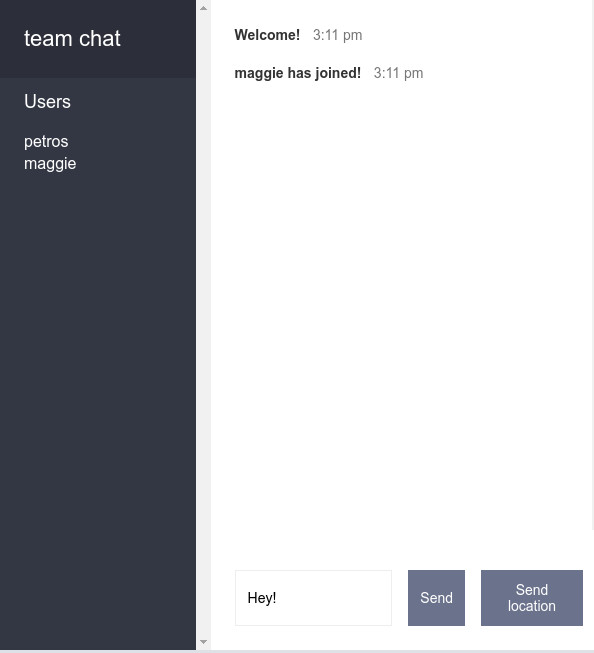 team chat
Users
petros
maggie
Welcome! 3:11 pm
maggie has joined! 3:11 pm
Hey!
Send
Send
location